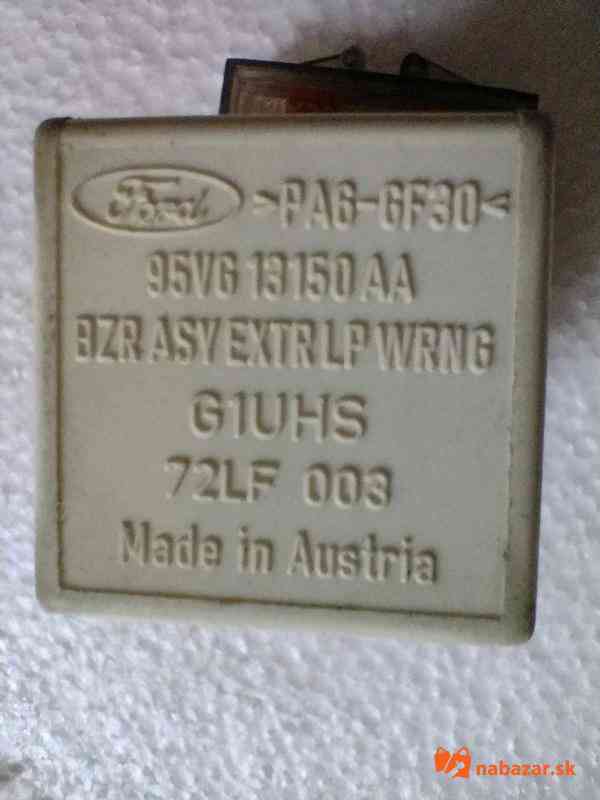 Ford >PA6-GF30<
95VG 13150 AA
BZR ASY EXTR LP WRNG
G1UHS
72LF 003
Made in Austria
nabazar.sk